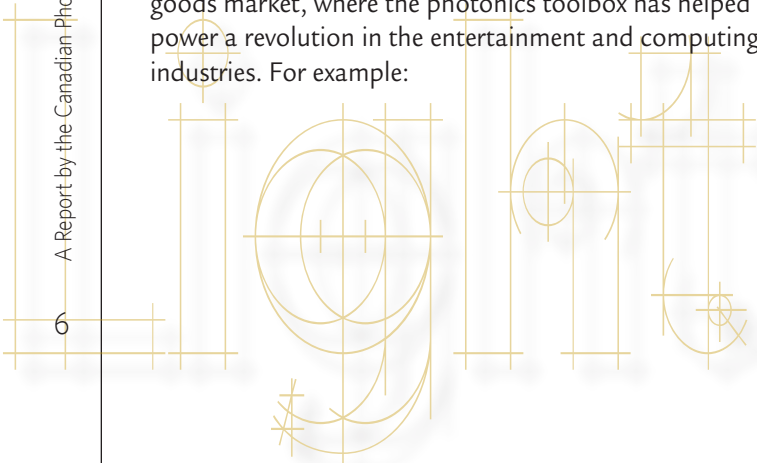 goods market, where the photonics toolbox has helped
power a revolution in the entertainment and computing
industries. For example:
A Report by the Canadian
6
light